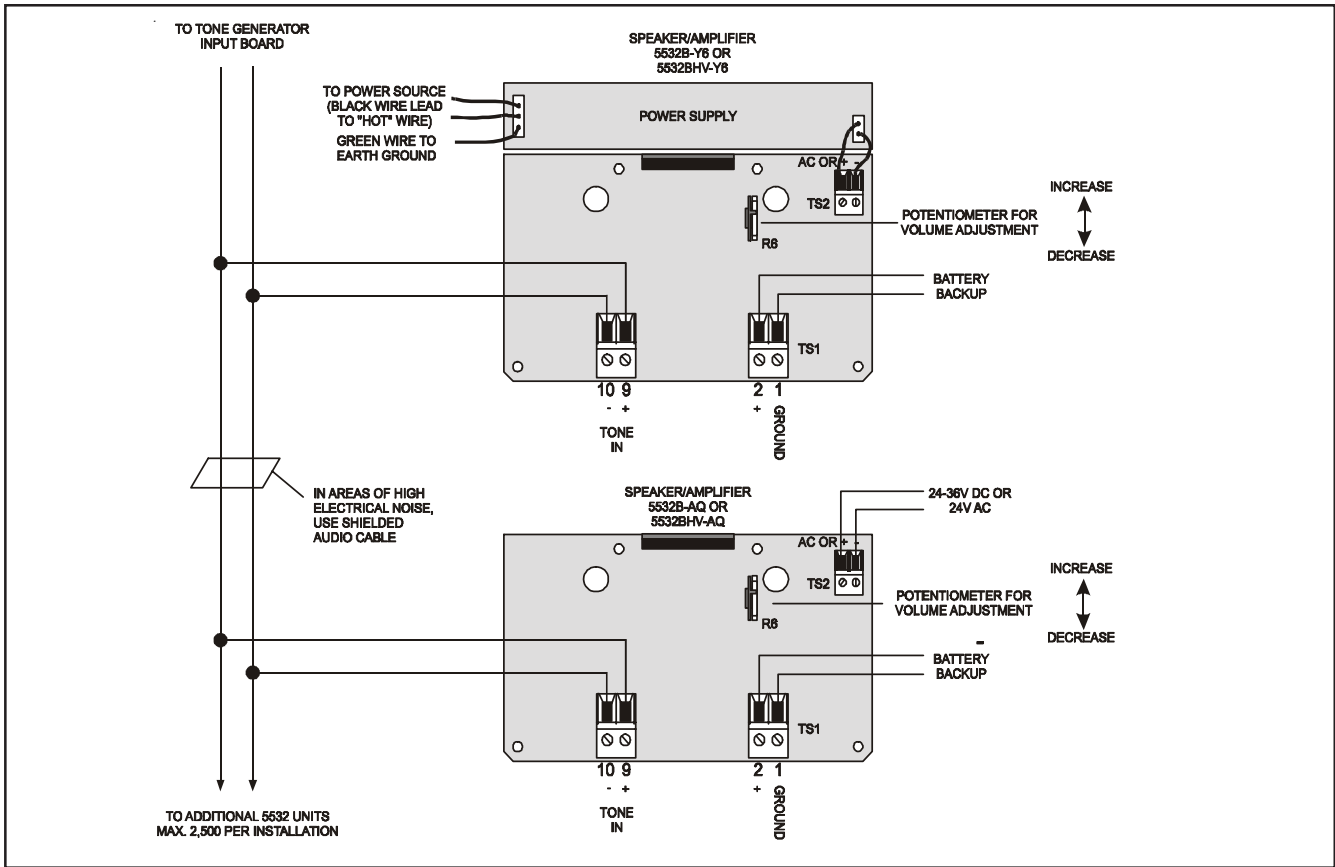 TO TONE GENERATOR
INPUT BOARD
SPEAKER/AMPLIFIER
5532B-Y6 OR
5532BHV-Y6
TO POWER SOURCE
(BLACK WIRE LEAD
TO "HOT" WIRE)
GREEN WIRE TO
EARTH GROUND
POWER SUPPLY
AC OR + -
TS2
R6
POTENTIOMETER FOR
VOLUME ADJUSTMENT
INCREASE
DECREASE
BATTERY
BACKUP
TS1
10 9
- +
TONE
IN
2 1
+
GROUND
IN AREAS OF HIGH
ELECTRICAL NOISE,
USE SHIELDED
AUDIO CABLE
SPEAKER/AMPLIFIER
5532B-AQ OR
5532BHV-AQ
24-36V DC OR
24V AC
AC OR + -
TS2
R6
POTENTIOMETER FOR
VOLUME ADJUSTMENT
INCREASE
DECREASE
-
BATTERY
BACKUP
TS1
10 9
- +
TONE
IN
2 1
+
GROUND
TO ADDITIONAL 5532 UNITS
MAX. 2,500 PER INSTALLATION